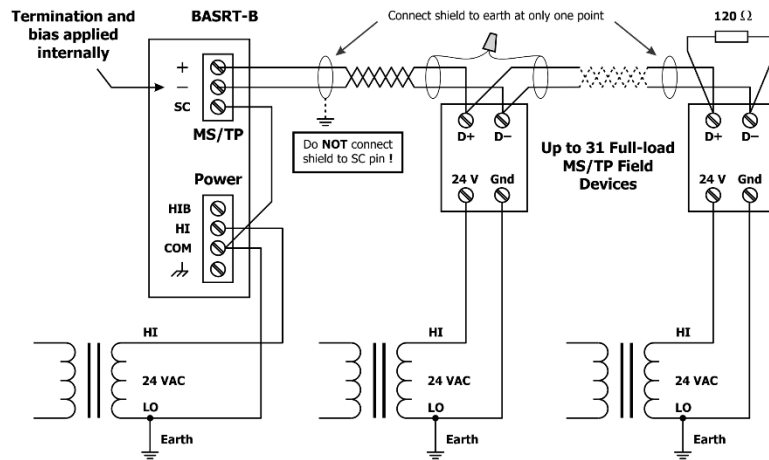 Termination and
bias applied
internally
BASRT-B
+
−
SC
MS/TP
Power
HIB
HI
COM
Connect shield to earth at only one point
Do NOT connect
shield to SC pin !
D+ D−
24 V Gnd
Up to 31 Full-load
MS/TP Field
Devices
120 Ω
D+ D−
24 V Gnd
HI
24 VAC
LO
Earth
HI
24 VAC
LO
Earth
HI
24 VAC
LO
Earth